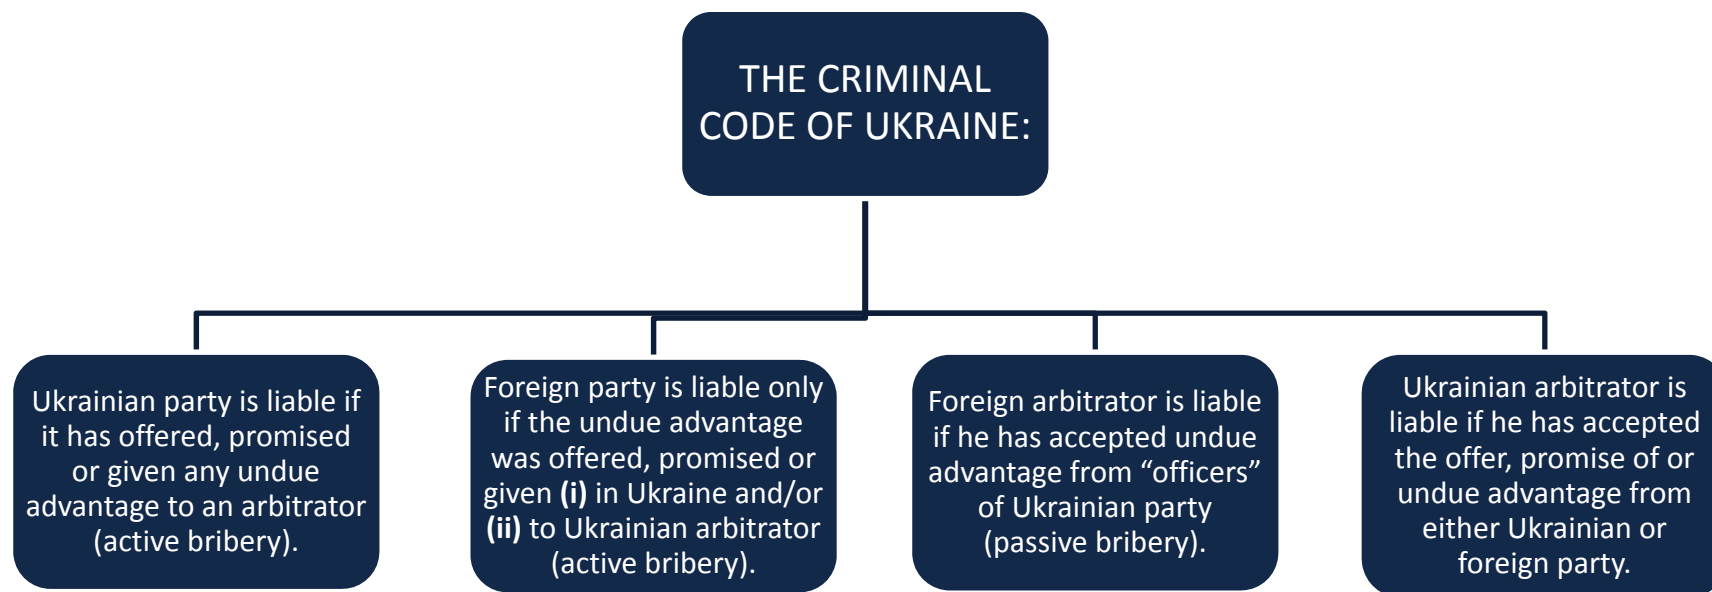 THE CRIMINAL
CODE OF UKRAINE:
Ukrainian party is liable if
it has offered, promised
or given any undue
advantage to an arbitrator
(active bribery).
Foreign party is liable only
if the undue advantage
was offered, promised or
given (i) in Ukraine and/or
(ii) to Ukrainian arbitrator
(active bribery).
Foreign arbitrator is liable
if he has accepted undue
advantage from “officers”
of Ukrainian party
(passive bribery).
Ukrainian arbitrator is
liable if he has accepted
the offer, promise of or
undue advantage from
either Ukrainian or
foreign party.